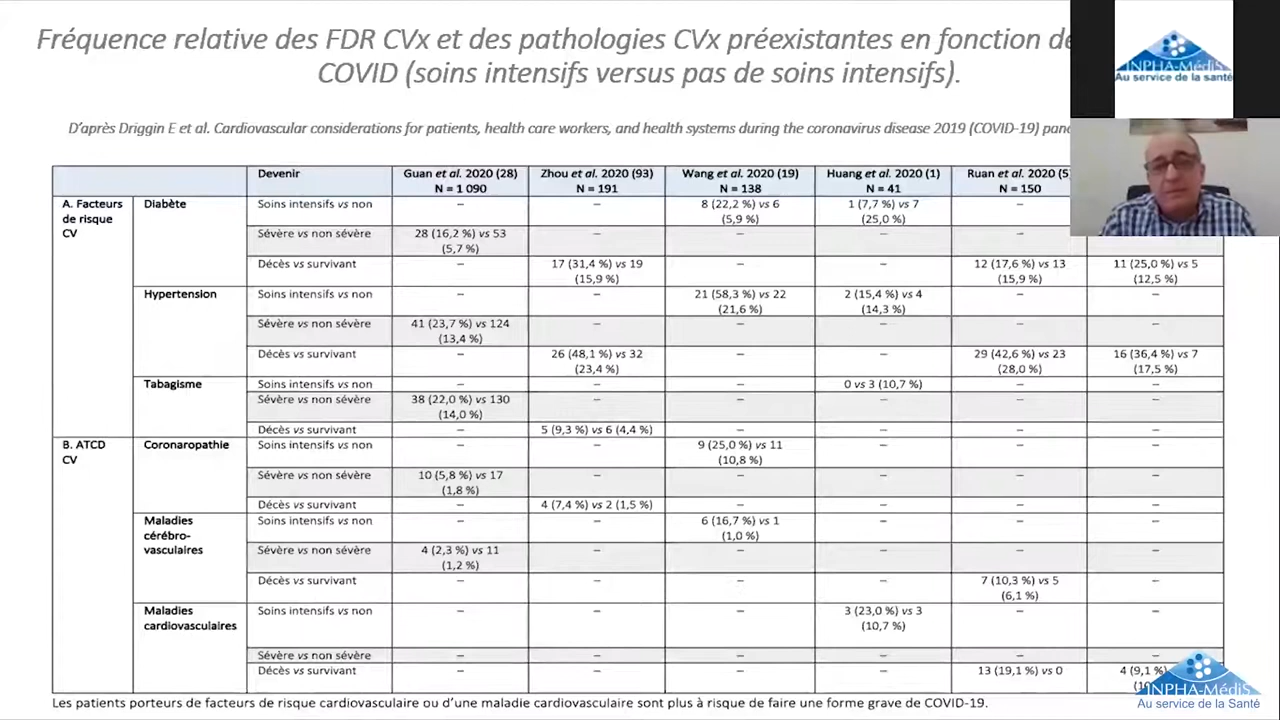 Fréquence relative des FDR CVx et des pathologies CVx préexistantes en fonction de
COVID (soins intensifs versus pas de soins intensifs).
INPHA-MédiS
Au service de la santé
D'après Driggin E et al. Cardiovascular considerations for patients, health care workers, and health systems during the coronavirus disease 2019 (COVID-19)
Devenir Guan et al. 2020 (28) Zhou et al. 2020 (93) Wang et al. 2020 (19) Huang et al. 2020 (1) Ruan et al. 2020
N = 1 090 N = 191 N = 138 N = 41 N = 150
A. Facteurs Diabète Soins intensifs vs non – – 8 (22,2 %) vs 6 1 (7,7 %) vs 7 –
de risque (5,9 %) (25,0 %)
CV Sévère vs non sévère 28 (16,2 %) vs 53 – – – – –
(5,7 %)
Décès vs survivant – 17 (31,4 %) vs 19 – – 12 (17,6 %) vs 13 11 (25,0 %) vs 5
(15,9 %) (15,9 %) (12,5 %)
Hypertension Soins intensifs vs non – – 21 (58,3 %) vs 22 2 (15,4 %) vs 4 – –
(21,6 %) (14,3 %)
Sévère vs non sévère 41 (23,7 %) vs 124 – – – – –
(13,4 %)
Décès vs survivant – 26 (48,1 %) vs 32 – – 29 (42,6 %) vs 23 16 (36,4 %) vs 7
(23,4 %) (28,0 %) (17,5 %)
Tabagisme Soins intensifs vs non – – – 0 vs 3 (10,7 %) – –
Sévère vs non sévère 38 (22,0 %) vs 130 – – – – –
(14,0 %)
Décès vs survivant – 5 (9,3 %) vs 6 (4,4 %) – – – –
B. ATCD Coronaropathie Soins intensifs vs non – – 9 (25,0 %) vs 11 – – –
CV (10,8 %)
Sévère vs non sévère 10 (5,8 %) vs 17 – – – – –
(1,8 %)
Décès vs survivant – 4 (7,4 %) vs 2 (1,5 %) – – – –
Maladies Soins intensifs vs non – – 6 (16,7 %) vs 1 – – –
cérébro- (1,0 %)
vasculaires Sévère vs non sévère 4 (2,3 %) vs 11 – – – – –
(1,2 %)
Décès vs survivant – – – – 7 (10,3 %) vs 5 –
(6,1 %)
Maladies Soins intensifs vs non – – – 3 (23,0 %) vs 3 – –
cardiovasculaires (10,7 %)
Sévère vs non sévère – – – – – –
Décès vs survivant – – – – 13 (19,1 %) vs 0 4 (9,1 %)
INPHA-MédiS
Au service de la santé
Les patients porteurs de facteurs de risque cardiovasculaire ou d'une maladie cardiovasculaire sont plus à risque de faire une forme grave de COVID-19.